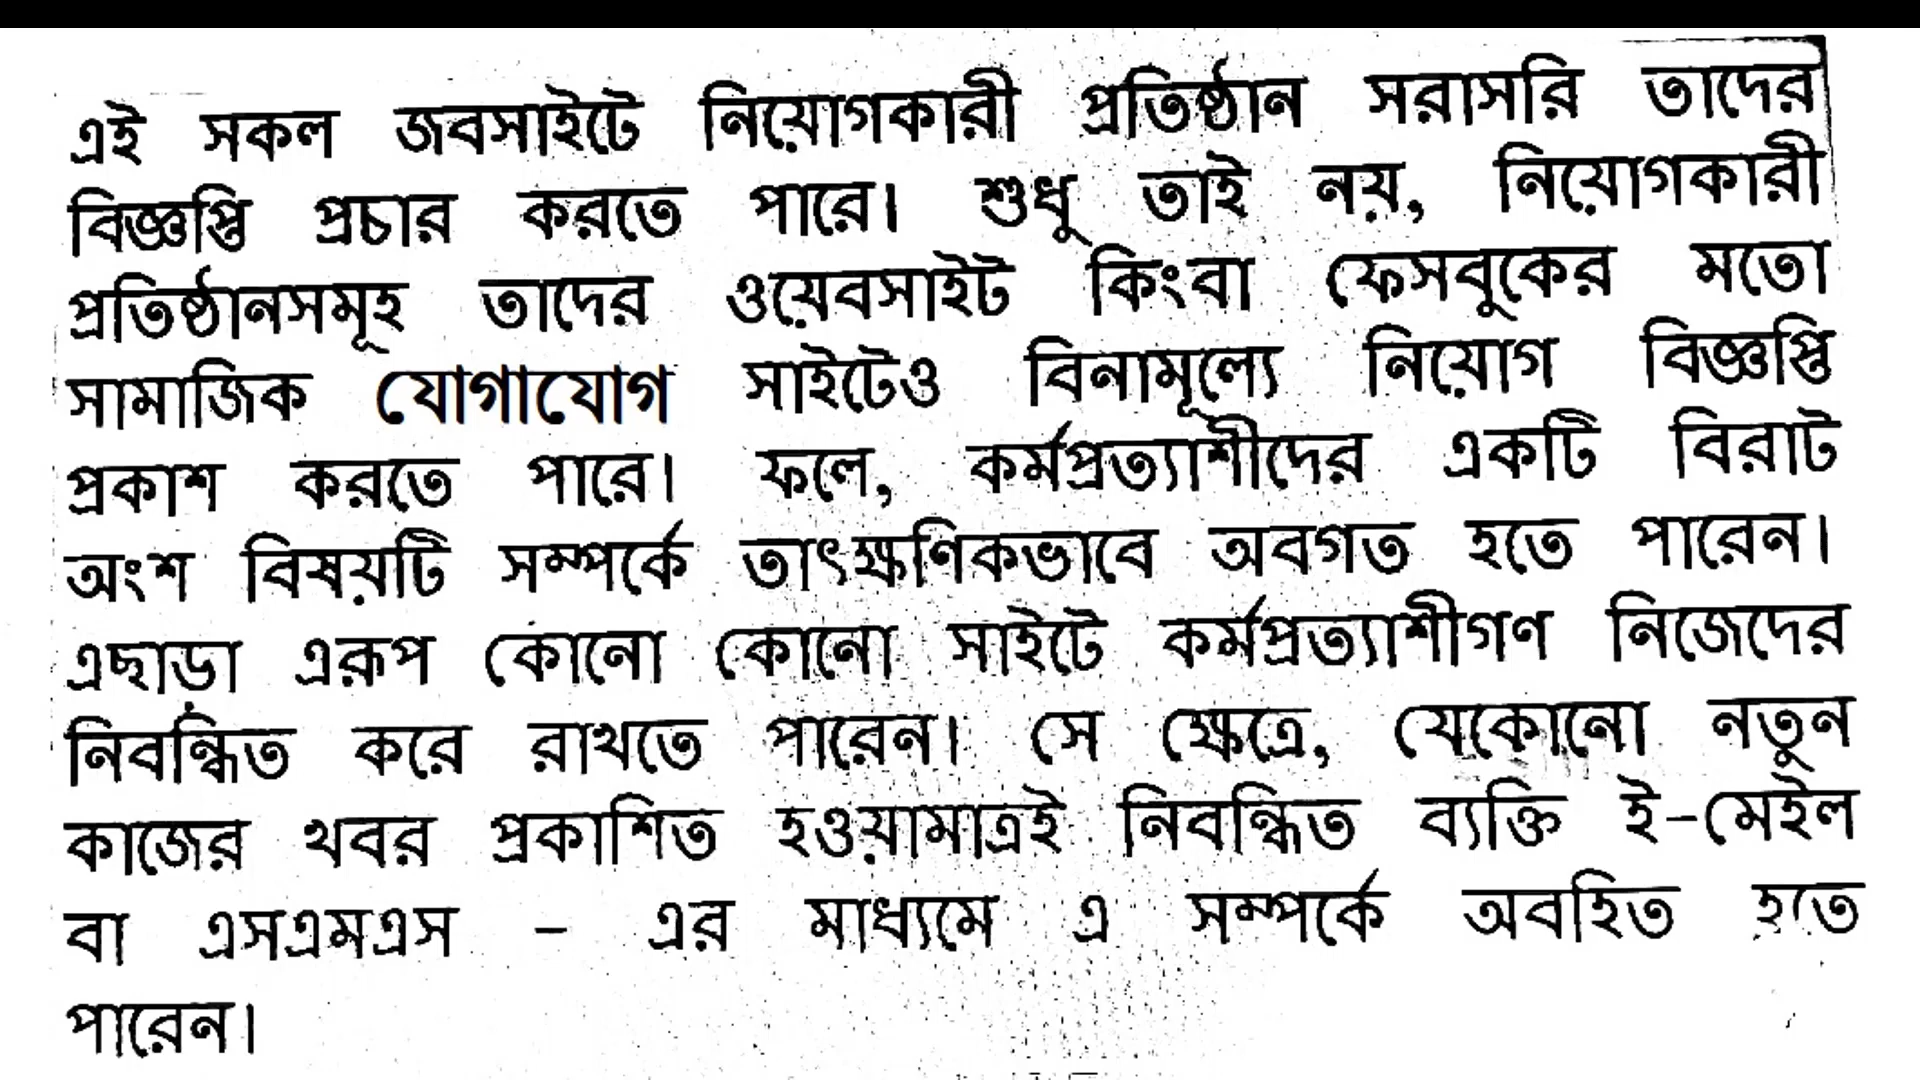 এই সকল জবসাইটে নিয়োগকারী প্রতিষ্ঠান সরাসরি তাদের
বিজ্ঞপ্তি প্রচার করতে পারে। শুধু তাই নয়, নিয়োগকারী
প্রতিষ্ঠানসমূহ তাদের ওয়েবসাইট কিংবা ফেসবুকের মতো
সামাজিক যোগাযোগ সাইটেও বিনামূল্যে নিয়োগ বিজ্ঞপ্তি
প্রকাশ করতে পারে। ফলে, কর্মপ্রত্যাশীদের একটি বিরাট
অংশ বিষয়টি সম্পর্কে তাৎক্ষণিকভাবে অবগত হতে পারেন।
এছাড়া এরূপ কোনো কোনো সাইটে কর্মপ্রত্যাশীগণ নিজেদের
নিবন্ধিত করে রাখতে পারেন। সে ক্ষেত্রে, যেকোনো নতুন
কাজের খবর প্রকাশিত হওয়ামাত্রই নিবন্ধিত ব্যক্তি ই-মেইল
বা এসএমএস - এর মাধ্যমে এ সম্পর্কে অবহিত হতে
পারেন।